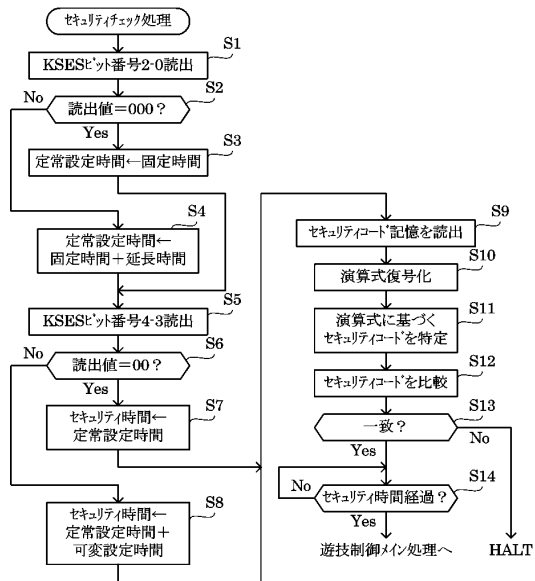 セキュリティチェック処理
S1
KSESビット番号2-0読出
S2
No
読出値=000?
Yes
S3
定常設定時間←固定時間
S4
定常設定時間←
固定時間+延長時間
S5
KSESビット番号4-3読出
S6
No
読出値=00?
Yes
S7
セキュリティ時間←
定常設定時間
S8
セキュリティ時間←
定常設定時間+
可変設定時間
S9
セキュリティコード記憶を読出
S10
演算式復号化
S11
演算式に基づく
セキュリティコードを特定
S12
セキュリティコードを比較
S13
一致?
Yes
No
S14
No
セキュリティ時間経過?
Yes
遊技制御メイン処理へ
HALT